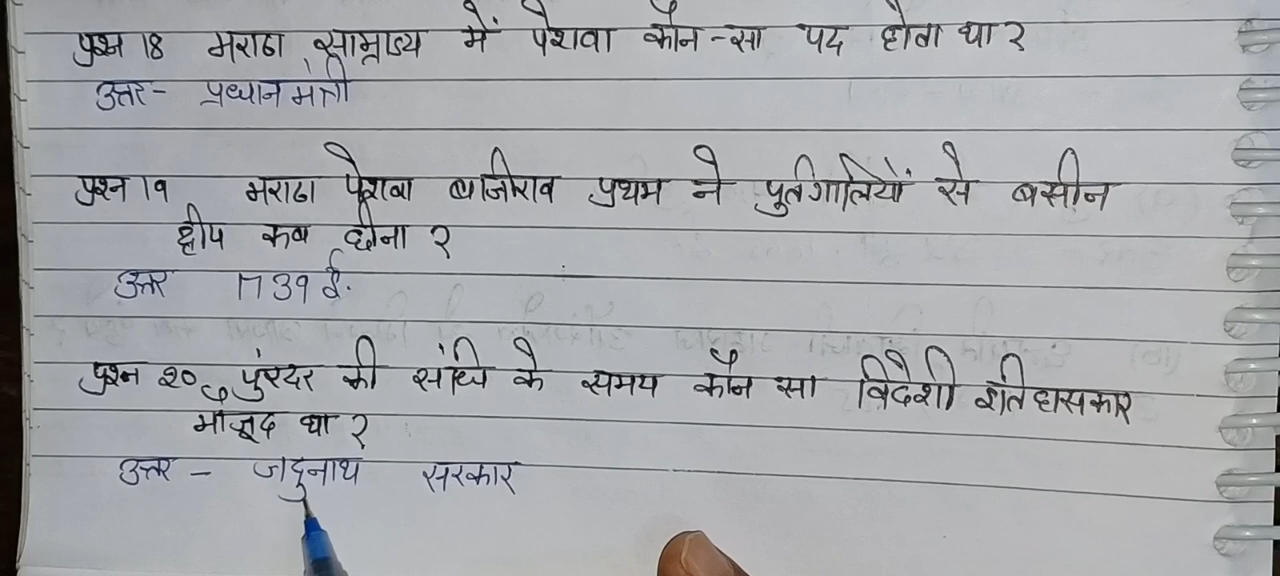 प्रश्न 18 मराठा साम्राज्य में पेशवा कौन-सा पद होता था ?
उत्तर- प्रधानमंत्री
प्रश्न 19 मराठा पेशवा बाजीराव प्रथम ने पुर्तगालियों से बसीन
द्वीप कब छीना ?
उत्तर 1739 ई.
प्रश्न 20 पुरंदर की संधि के समय कौन सा विदेशी इतिहासकार
मौजूद था ?
उत्तर - जदुनाथ सरकार